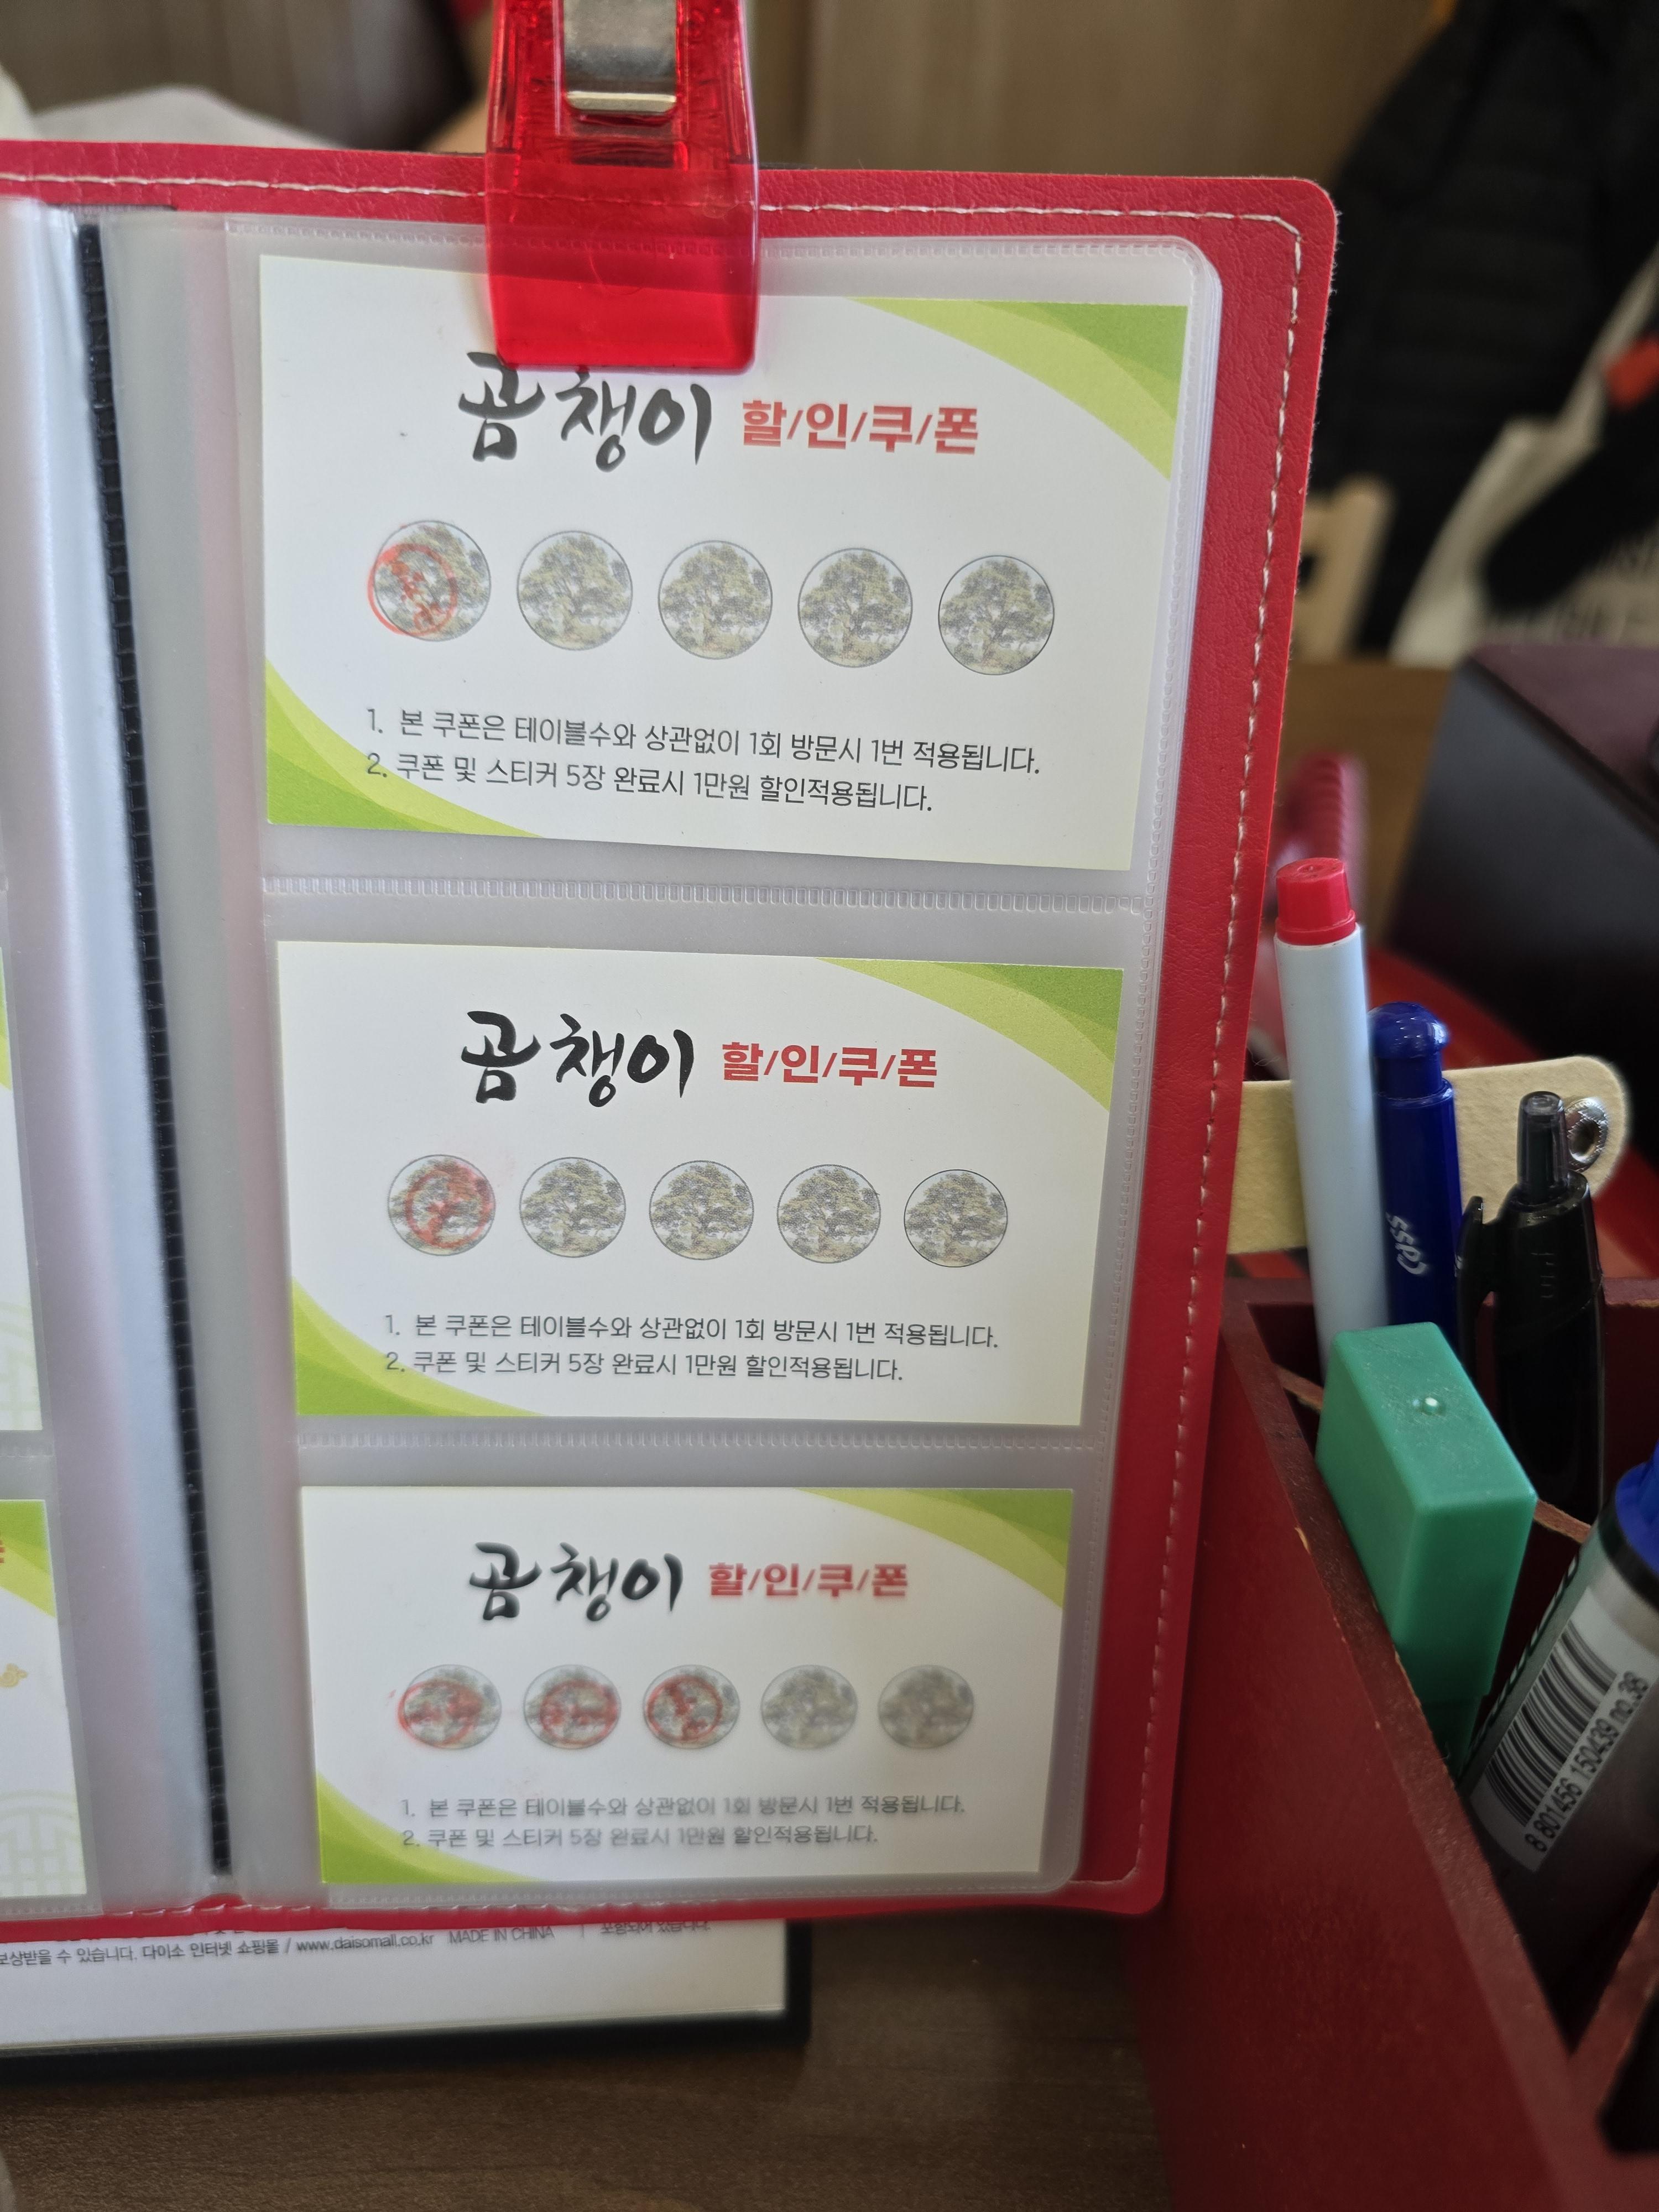 곰챙이 할/인/쿠/폰
1. 본 쿠폰은 테이블수와 상관없이 1회 방문시 1번 적용됩니다.
2. 쿠폰 및 스티커 5장 완료시 1만원 할인적용됩니다.
곰챙이 할/인/쿠/폰
1. 본 쿠폰은 테이블수와 상관없이 1회 방문시 1번 적용됩니다.
2. 쿠폰 및 스티커 5장 완료시 1만원 할인적용됩니다.
곰챙이 할/인/쿠/폰
1. 본 쿠폰은 테이블수와 상관없이 1회 방문시 1번 적용됩니다.
2. 쿠폰 및 스티커 5장 완료시 1만원 할인적용됩니다.
보상받을 수 있습니다. 다이소 인터넷 쇼핑몰 / www.daisomall.co.kr MADE IN CHINA
포함되어 있습니다.
8 801456 150439 no.38